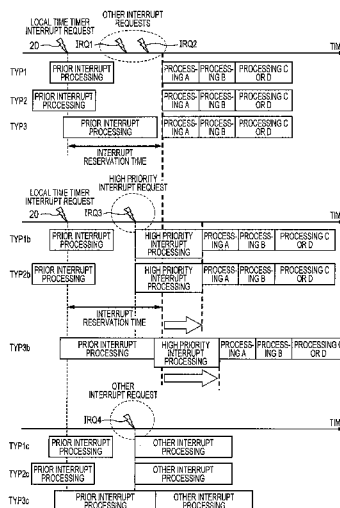 LOCAL TIME TIMER
INTERRUPT REQUEST
OTHER INTERRUPT
REQUESTS
20
IRQ1
IRQ2
TIM
TYP1
PRIOR INTERRUPT
PROCESSING
PROCESS-
ING A
PROCESS-
ING B
PROCESSING C
OR D
TYP2
PRIOR INTERRUPT
PROCESSING
PROCESS-
ING A
PROCESS-
ING B
PROCESSING C
OR D
TYP3
PRIOR INTERRUPT
PROCESSING
PROCESS-
ING A
PROCESS-
ING B
PROCESSING C
OR D
INTERRUPT
RESERVATION TIME
LOCAL TIME TIMER
INTERRUPT REQUEST
HIGH PRIORITY
INTERRUPT REQUEST
20
IRQ3
TIM
TYP1b
PRIOR INTERRUPT
PROCESSING
HIGH PRIORITY
INTERRUPT
PROCESSING
PROCESS-
ING A
PROCESS-
ING B
PROCESSING C
OR D
TYP2b
PRIOR INTERRUPT
PROCESSING
HIGH PRIORITY
INTERRUPT
PROCESSING
PROCESS-
ING A
PROCESS-
ING B
PROCESSING C
OR D
INTERRUPT
RESERVATION TIME
TYP3b
PRIOR INTERRUPT
PROCESSING
HIGH PRIORITY
INTERRUPT
PROCESSING
PROCESS-
ING A
PROCESS-
ING B
PROCESSING C
OR D
OTHER
INTERRUPT REQUEST
IRQ4
TIM
TYP1c
PRIOR INTERRUPT
PROCESSING
OTHER INTERRUPT
PROCESSING
TYP2c
PRIOR INTERRUPT
PROCESSING
OTHER INTERRUPT
PROCESSING
TYP3c
PRIOR INTERRUPT
PROCESSING
OTHER INTERRUPT
PROCESSING